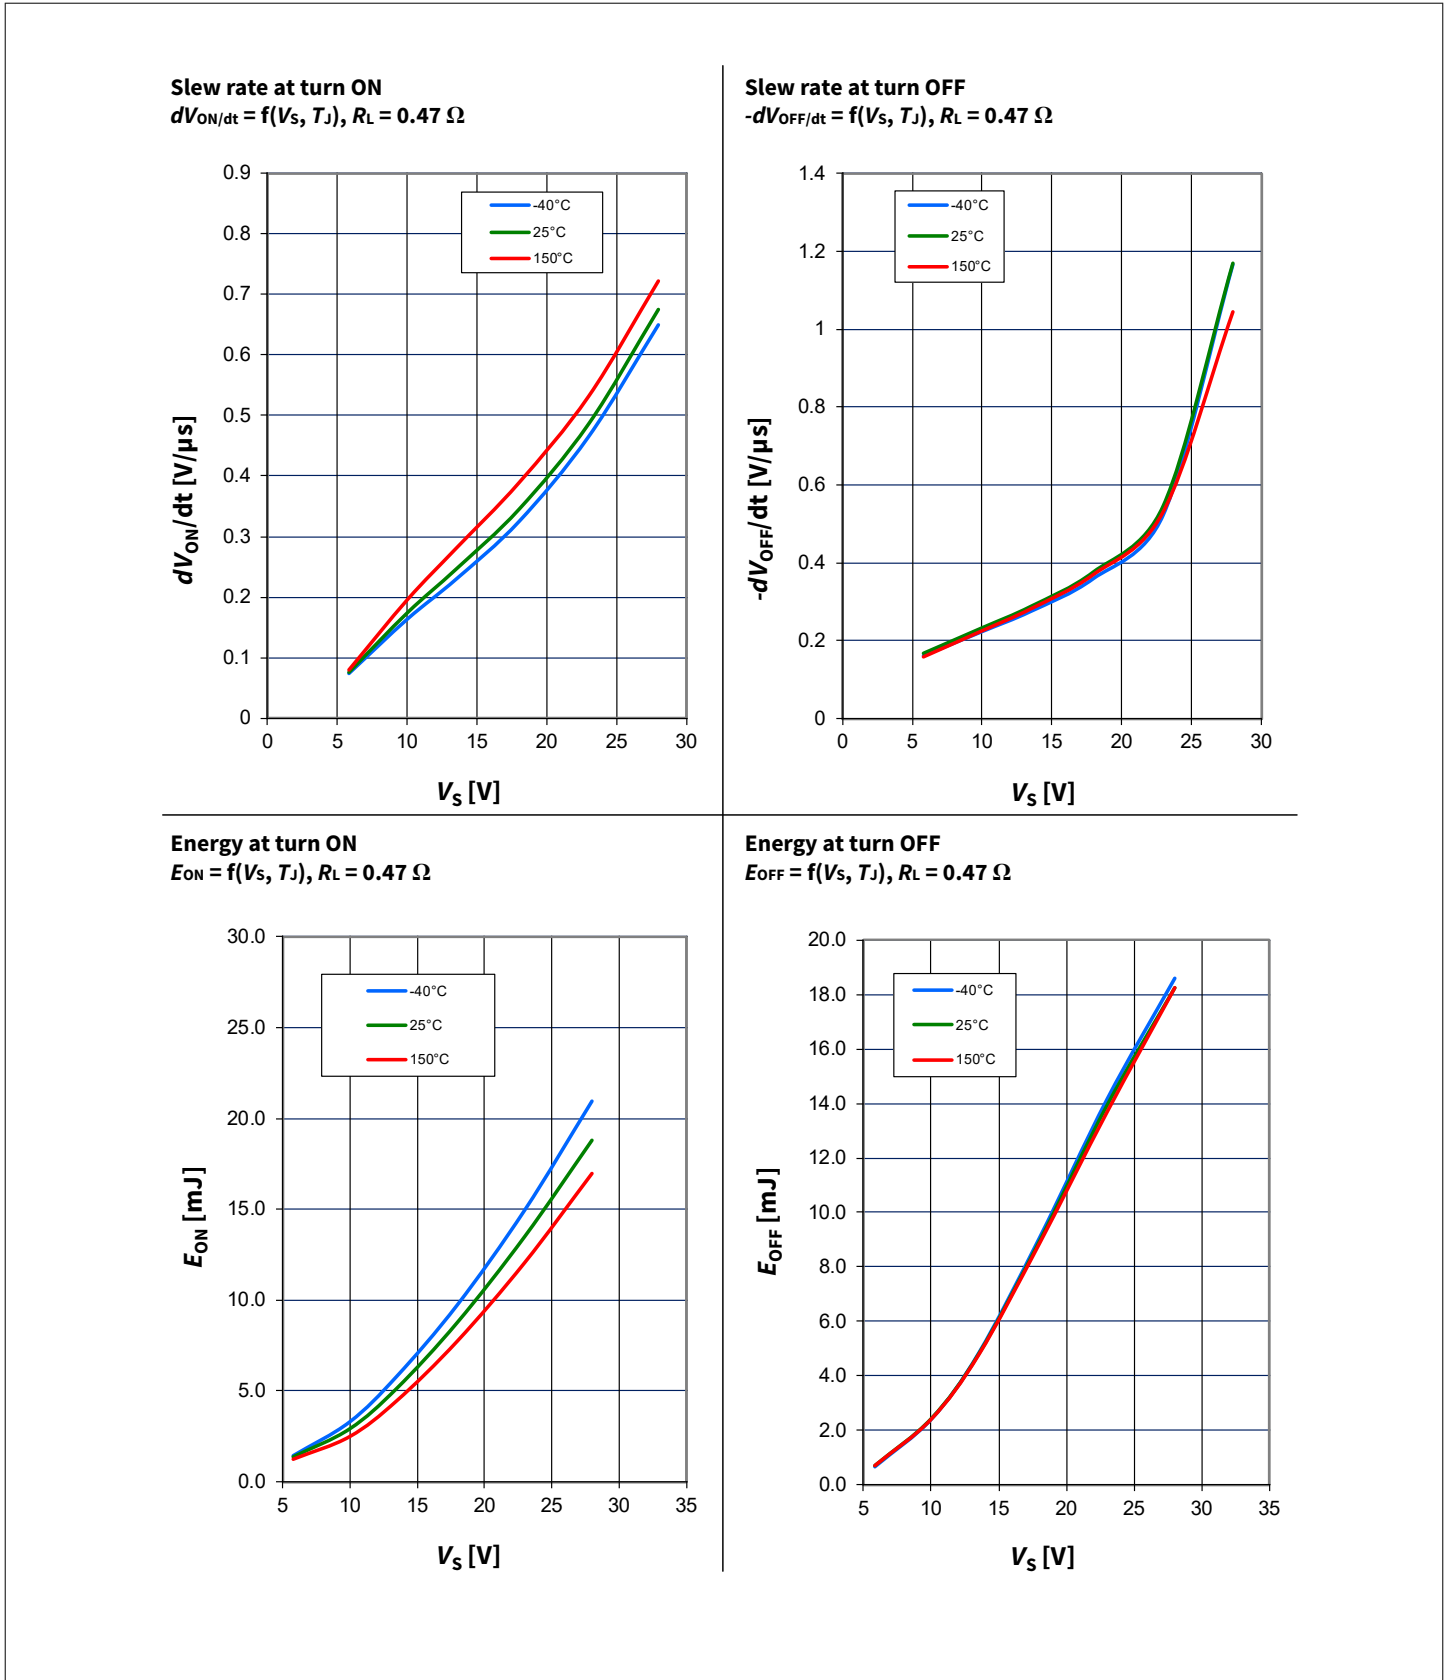 Slew rate at turn ON
dVON/dt = f(VS, TJ), RL = 0.47 Ω
0.9
0.8
0.7
0.6
0.5
0.4
0.3
0.2
0.1
0
-40°C
25°C
150°C
dVON/dt [V/µs]
0 5 10 15 20 25 30
VS [V]
Slew rate at turn OFF
-dVOFF/dt = f(VS, TJ), RL = 0.47 Ω
1.4
1.2
1
0.8
0.6
0.4
0.2
0
-40°C
25°C
150°C
-dVOFF/dt [V/µs]
0 5 10 15 20 25 30
VS [V]
Energy at turn ON
EON = f(VS, TJ), RL = 0.47 Ω
30.0
25.0
20.0
15.0
10.0
5.0
0.0
-40°C
25°C
150°C
EON [mJ]
5 10 15 20 25 30 35
VS [V]
Energy at turn OFF
EOFF = f(VS, TJ), RL = 0.47 Ω
20.0
18.0
16.0
14.0
12.0
10.0
8.0
6.0
4.0
2.0
0.0
-40°C
25°C
150°C
EOFF [mJ]
5 10 15 20 25 30 35
VS [V]